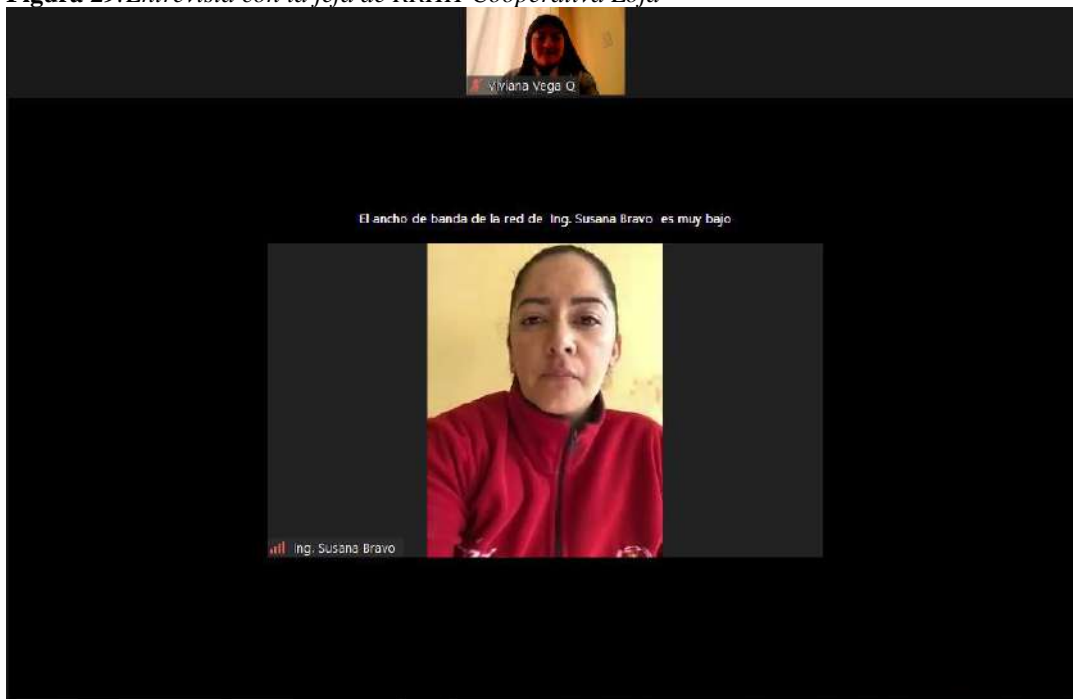 Figura 29. Entrevista con la jefa de RRHH Cooperativa Loja
Viviana Vega Q
El ancho de banda de la red de Ing. Susana Bravo es muy bajo
Ing. Susana Bravo